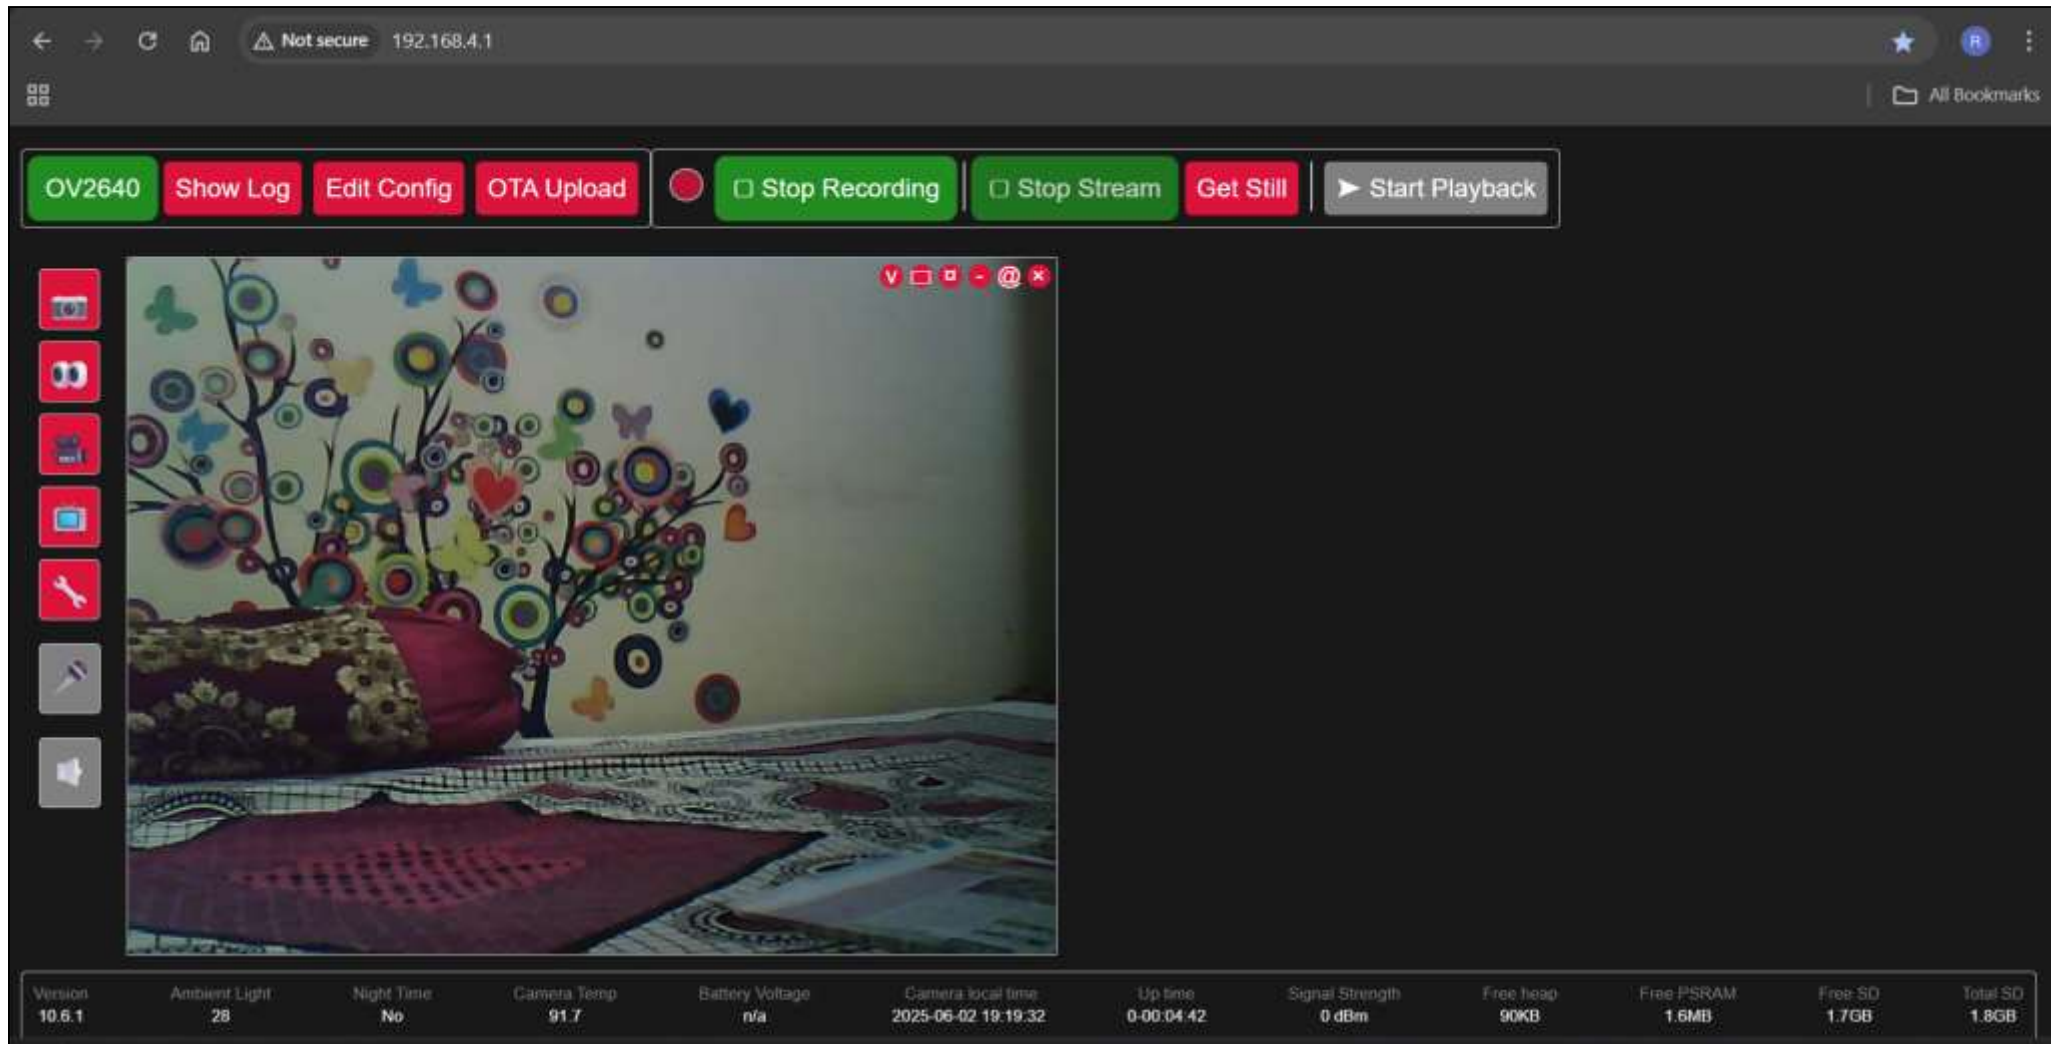 Not secure 192.168.4.1
R
All Bookmarks
OV2640 Show Log Edit Config OTA Upload Stop Recording Stop Stream Get Still Start Playback
V @
Version Ambient Light Night Time Camera Temp Battery Voltage Camera local time Up time Signal Strength Free heap Free PSRAM Free SD Total SD
10.6.1 28 No 91.7 n/a 2025-06-02 19:19:32 0-00:04:42 0 dBm 90KB 1.6MB 1.7GB 1.8GB